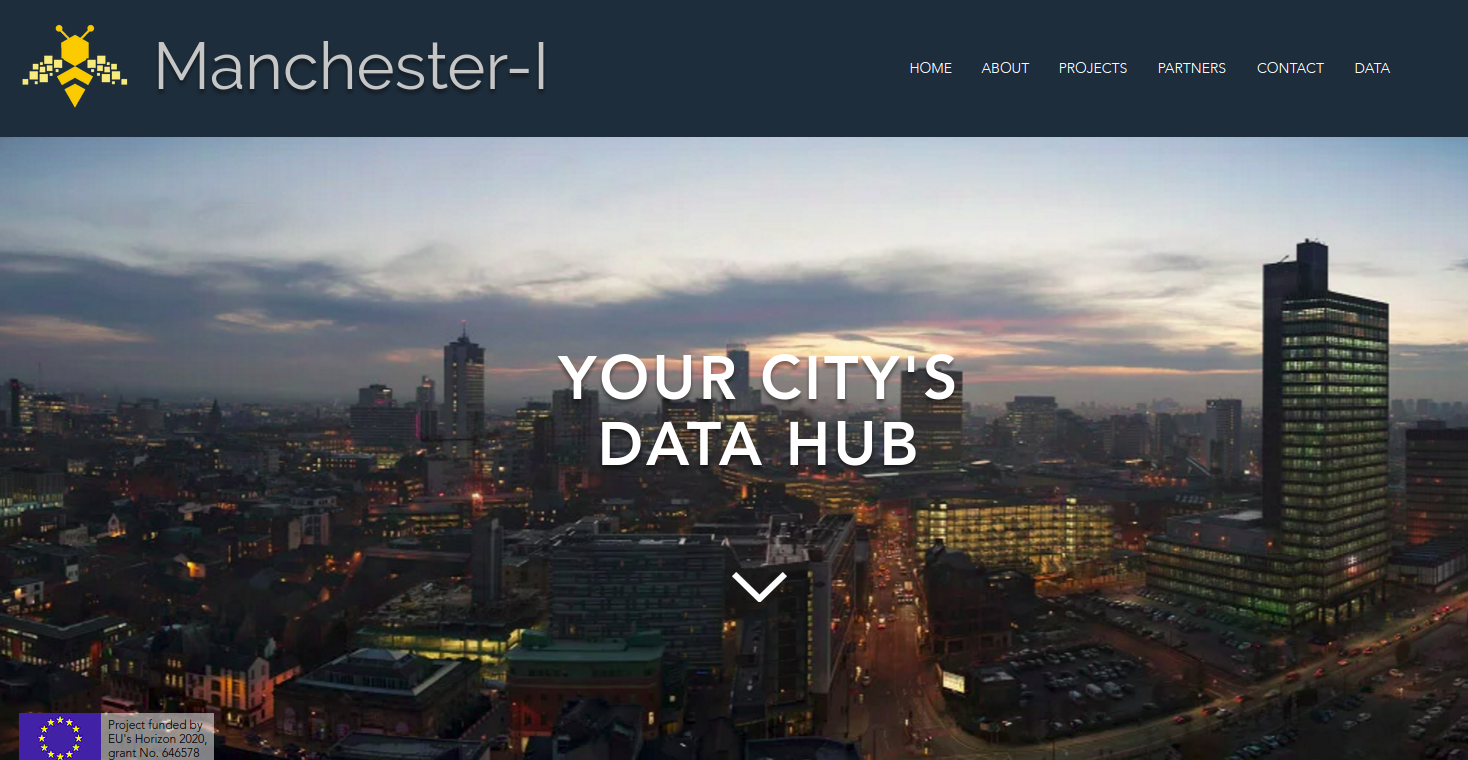 Manchester-I
HOME ABOUT PROJECTS PARTNERS CONTACT DATA
YOUR CITY'S
DATA HUB
Project funded by
EU's Horizon 2020,
grant No. 646578